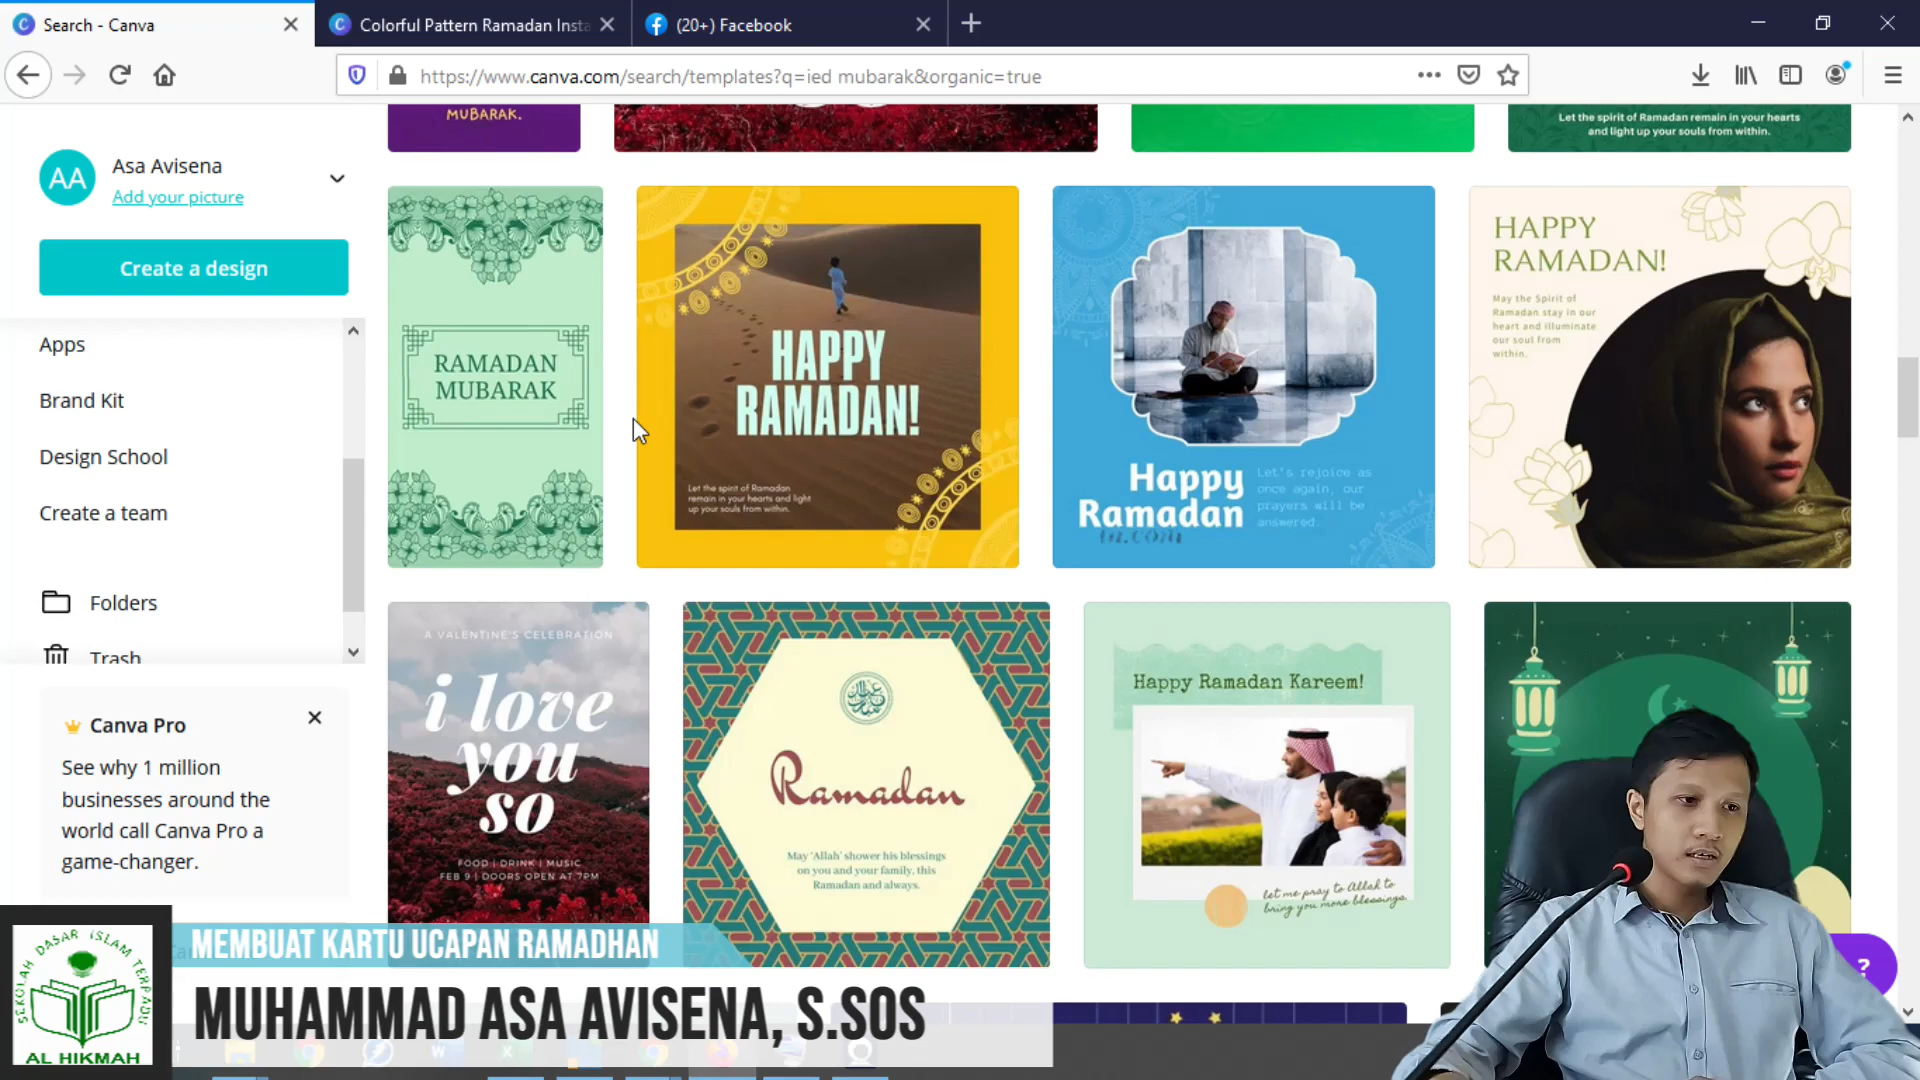 Search - Canva
Colorful Pattern Ramadan Insta
(20+) Facebook
https://www.canva.com/search/templates?q=ied mubarak&organic=true
MUBARAK.
Let the spirit of Ramadan remain in your hearts
and light up your souls from within.
AA
Asa Avisena
Add your picture
Create a design
Apps
Brand Kit
Design School
Create a team
Folders
Trash
Canva Pro
See why 1 million
businesses around the
world call Canva Pro a
game-changer.
RAMADAN
MUBARAK
HAPPY
RAMADAN!
Let the spirit of Ramadan
remain in your hearts and light
up your souls from within.
Happy
Ramadan
Let's rejoice as
once again, our
prayers will be
answered.
HAPPY
RAMADAN!
May the Spirit of
Ramadan stay in our
heart and illuminate
our soul from
within.
A VALENTINE'S CELEBRATION
i love
you
so
FOOD | DRINK | MUSIC
FEB 9 | DOORS OPEN AT 7PM
Ramadan
May 'Allah' shower his blessings
on you and your family, this
Ramadan and always.
Happy Ramadan Kareem!
let me pray to Allah to
bring you more blessings.
?
SEKOLAH DASAR ISLAM TERPADU
AL HIKMAH
MEMBUAT KARTU UCAPAN RAMADHAN
MUHAMMAD ASA AVISENA, S.SOS